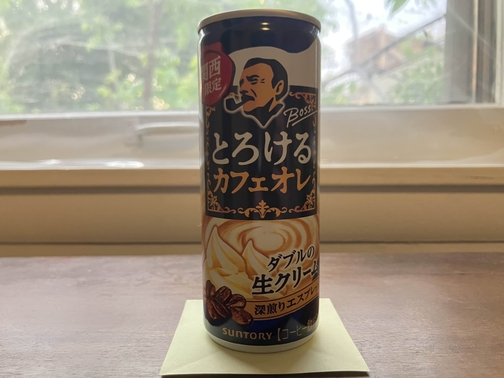 関西
限定
Boss
とろける
カフェオレ
ダブルの
生クリーム
深煎りエスプレッ
SUNTORY
[コーヒー